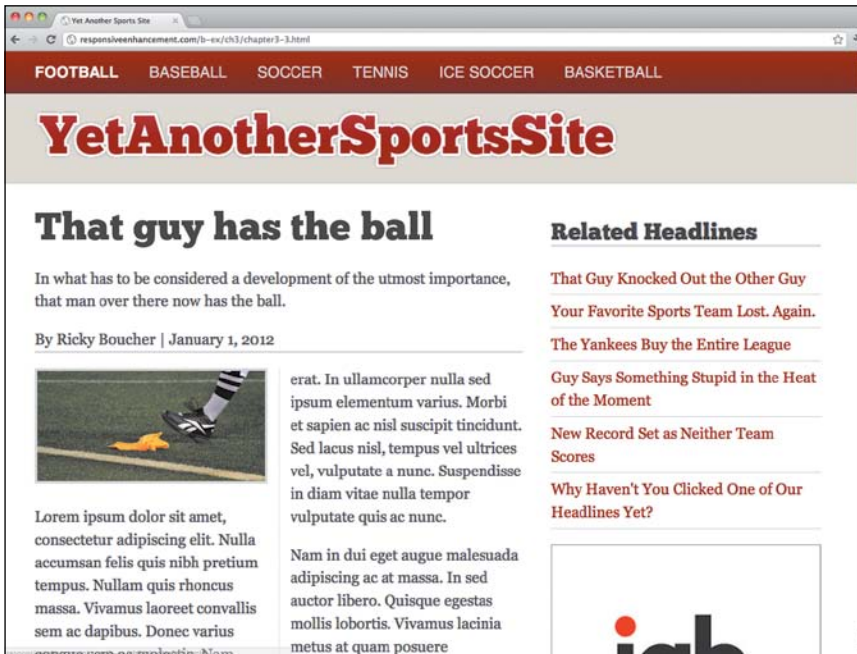 Yet Another Sports Site
responsiveenhancement.com/b-ex/ch3/chapter3-3.html
FOOTBALL BASEBALL SOCCER TENNIS ICE SOCCER BASKETBALL
YetAnotherSportsSite
That guy has the ball
In what has to be considered a development of the utmost importance,
that man over there now has the ball.
By Ricky Boucher | January 1, 2012
Lorem ipsum dolor sit amet,
consectetur adipiscing elit. Nulla
accumsan felis quis nibh pretium
tempus. Nullam quis rhoncus
massa. Vivamus laoreet convallis
sem ac dapibus. Donec varius
erat. In ullamcorper nulla sed
ipsum elementum varius. Morbi
et sapien ac nisl suscipit tincidunt.
Sed lacus nisl, tempus vel ultrices
vel, vulputate a nunc. Suspendisse
in diam vitae nulla tempor
vulputate quis ac nunc.
Nam in dui eget augue malesuada
adipiscing ac at massa. In sed
auctor libero. Quisque egestas
mollis lobortis. Vivamus lacinia
metus at quam posuere
Related Headlines
That Guy Knocked Out the Other Guy
Your Favorite Sports Team Lost. Again.
The Yankees Buy the Entire League
Guy Says Something Stupid in the Heat
of the Moment
New Record Set as Neither Team
Scores
Why Haven't You Clicked One of Our
Headlines Yet?